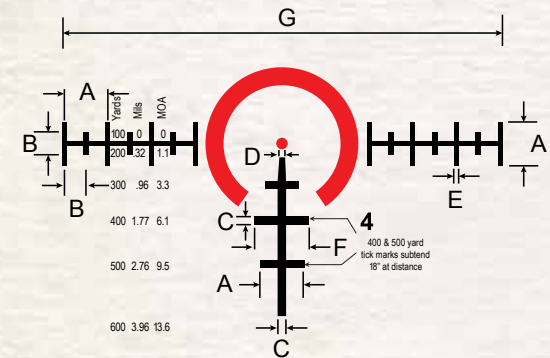 G
A
Yards Mils MOA
B
100 0 0
A
D
200 .32 1.1
B
E
300 .96 3.3
C
4
400 1.77 6.1
F
400 & 500 yard
tick marks subtend
18" at distance
A
500 2.76 9.5
600 3.96 13.6
C